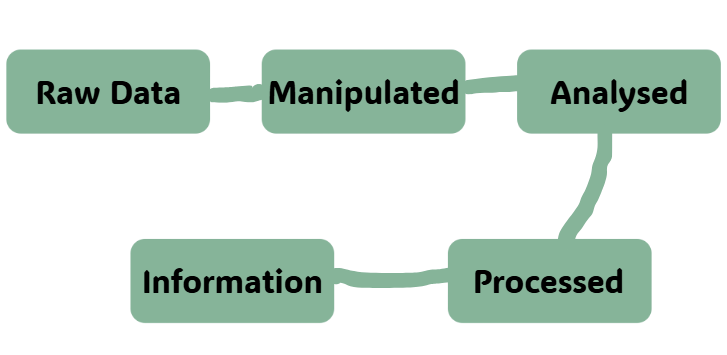 Raw Data
Manipulated
Analysed
Processed
Information